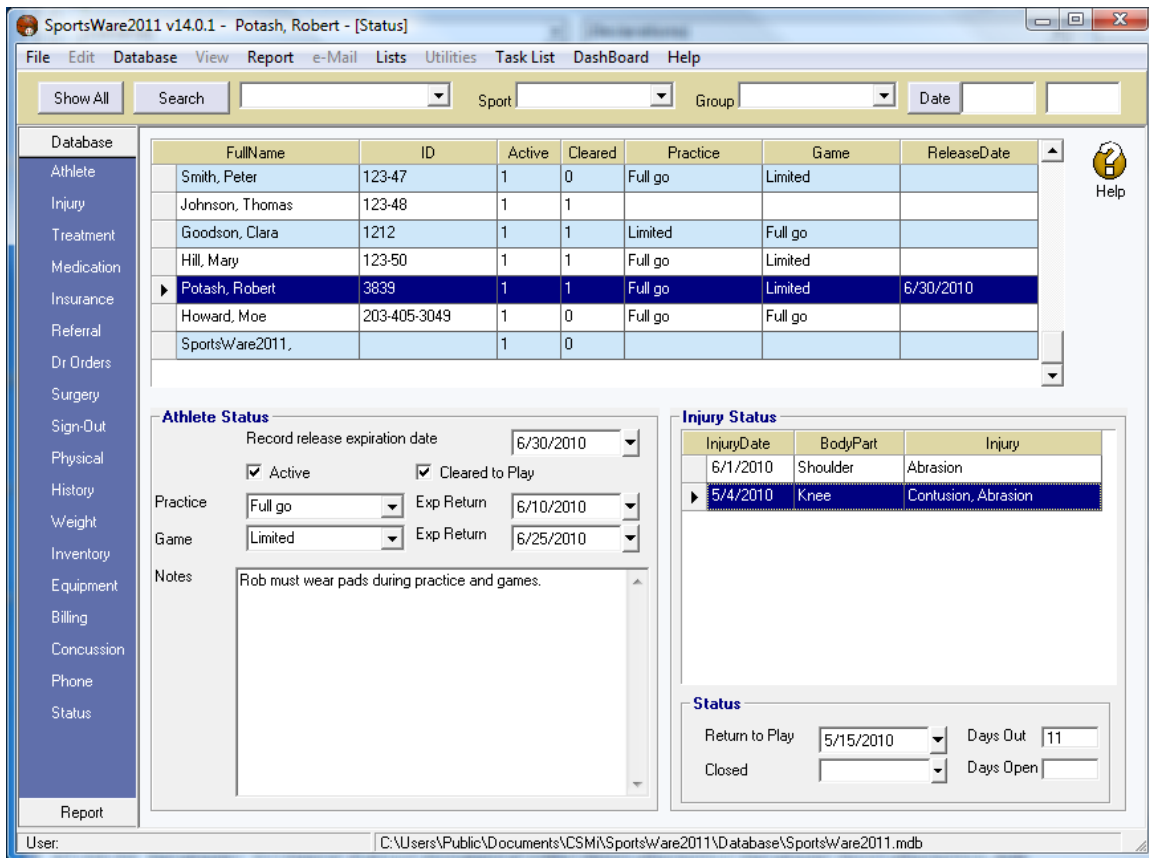 SportsWare2011 v14.0.1 - Potash, Robert - [Status]
File Edit Database View Report e-Mail Lists Utilities Task List DashBoard Help
Show All Search Sport Group Date
Database
Athlete
Injury
Treatment
Medication
Insurance
Referral
Dr Orders
Surgery
Sign-Out
Physical
History
Weight
Inventory
Equipment
Billing
Concussion
Phone
Status
Report
FullName ID Active Cleared Practice Game ReleaseDate
Smith, Peter 123-47 1 0 Full go Limited
Johnson, Thomas 123-48 1 1
Goodson, Clara 1212 1 1 Limited Full go
Hill, Mary 123-50 1 1 Full go Limited
Potash, Robert 3839 1 1 Full go Limited 6/30/2010
Howard, Moe 203-405-3049 1 0 Full go Full go
SportsWare2011, 1 0
Help
Athlete Status
Record release expiration date 6/30/2010
Active Cleared to Play
Practice Full go Exp Return 6/10/2010
Game Limited Exp Return 6/25/2010
Notes Rob must wear pads during practice and games.
Injury Status
InjuryDate BodyPart Injury
6/1/2010 Shoulder Abrasion
5/4/2010 Knee Contusion, Abrasion
Status
Return to Play 5/15/2010 Days Out 11
Closed Days Open
User: C:\Users\Public\Documents\CSMi\SportsWare2011\Database\SportsWare2011.mdb